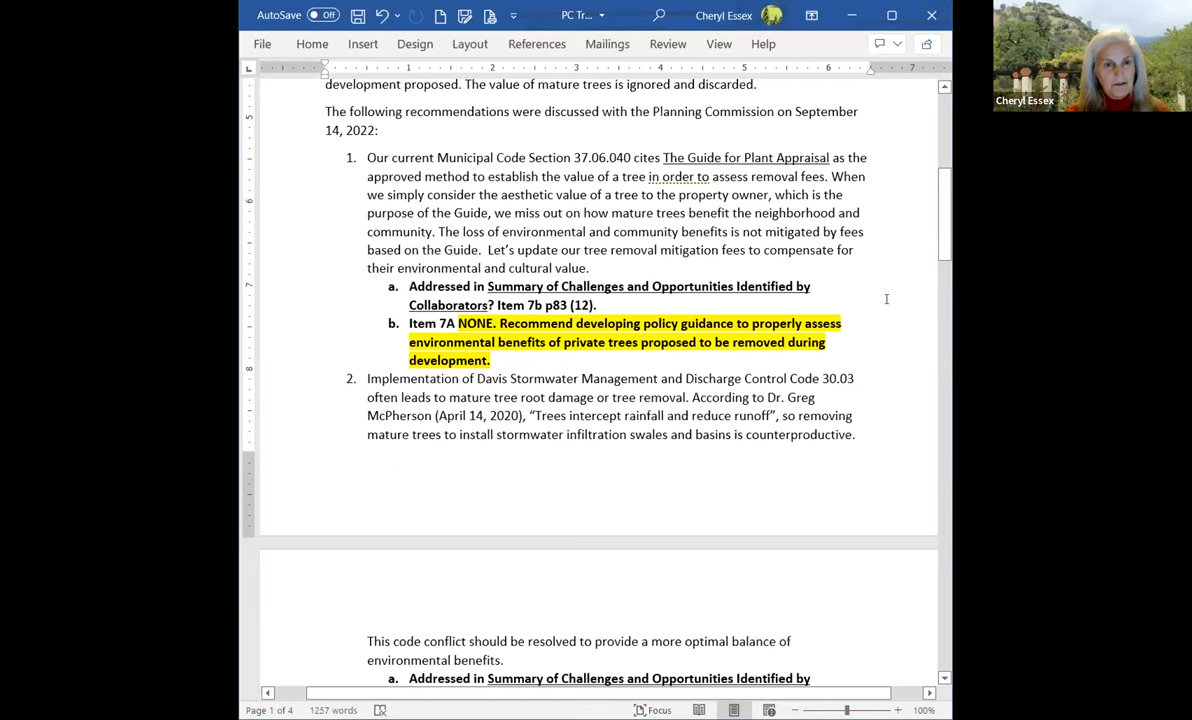 AutoSave Off PC Tr... Cheryl Essex
File Home Insert Design Layout References Mailings Review View Help
1 2 3 4 5 6 7
development proposed. The value of mature trees is ignored and discarded.
Cheryl Essex
The following recommendations were discussed with the Planning Commission on September
14, 2022:
1. Our current Municipal Code Section 37.06.040 cites The Guide for Plant Appraisal as the
approved method to establish the value of a tree in order to assess removal fees. When
we simply consider the aesthetic value of a tree to the property owner, which is the
purpose of the Guide, we miss out on how mature trees benefit the neighborhood and
community. The loss of environmental and community benefits is not mitigated by fees
based on the Guide.  Let’s update our tree removal mitigation fees to compensate for
their environmental and cultural value.
a. Addressed in Summary of Challenges and Opportunities Identified by
Collaborators? Item 7b p83 (12).
b. Item 7A NONE. Recommend developing policy guidance to properly assess
environmental benefits of private trees proposed to be removed during
development.
2. Implementation of Davis Stormwater Management and Discharge Control Code 30.03
often leads to mature tree root damage or tree removal. According to Dr. Greg
McPherson (April 14, 2020), “Trees intercept rainfall and reduce runoff”, so removing
mature trees to install stormwater infiltration swales and basins is counterproductive.
This code conflict should be resolved to provide a more optimal balance of
environmental benefits.
a. Addressed in Summary of Challenges and Opportunities Identified by
Page 1 of 4 1257 words Focus 100%
5
6
7
8